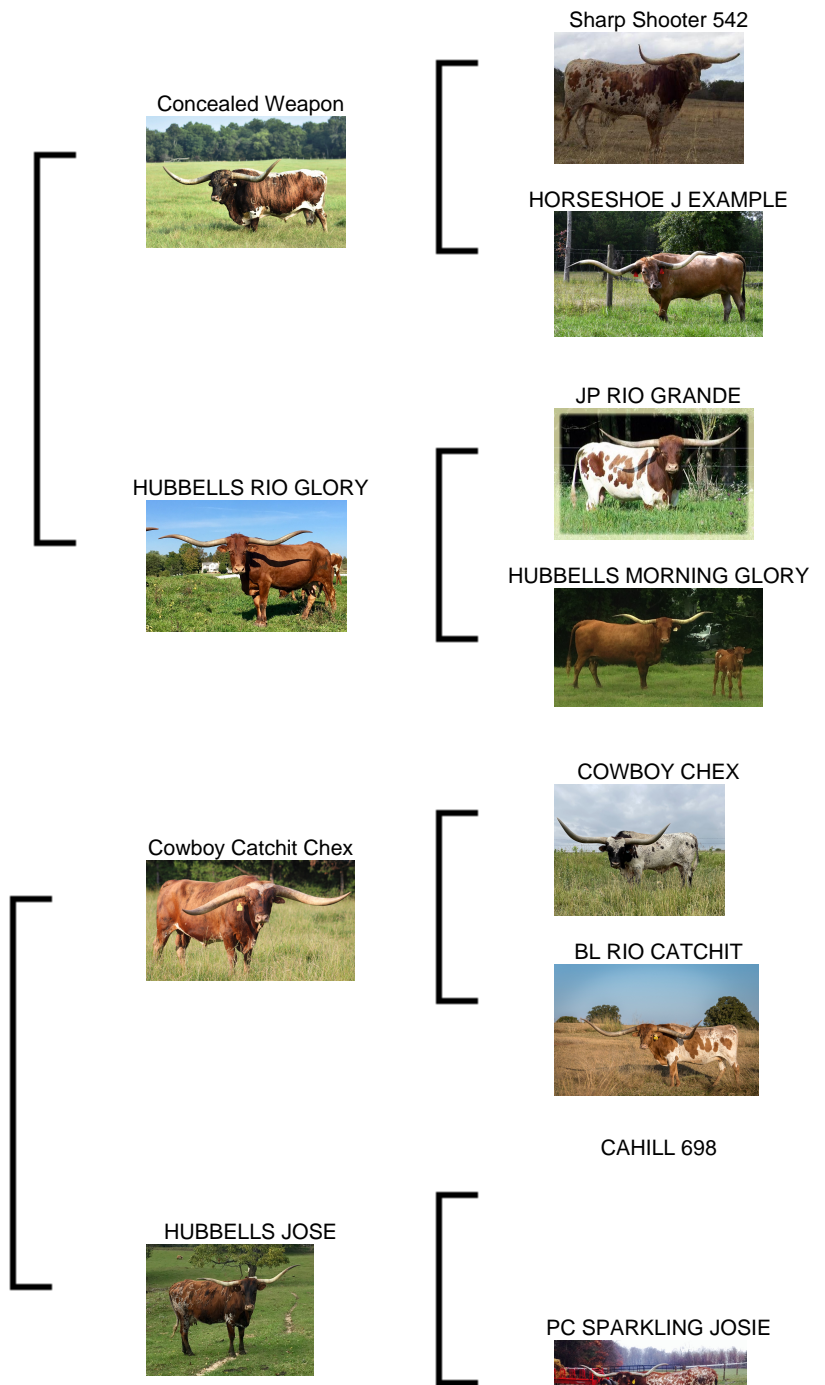 Sharp Shooter 542
Concealed Weapon
HORSESHOE J EXAMPLE
JP RIO GRANDE
HUBBELLS RIO GLORY
HUBBELLS MORNING GLORY
COWBOY CHEX
Cowboy Catchit Chex
BL RIO CATCHIT
CAHILL 698
HUBBELLS JOSE
PC SPARKLING JOSIE